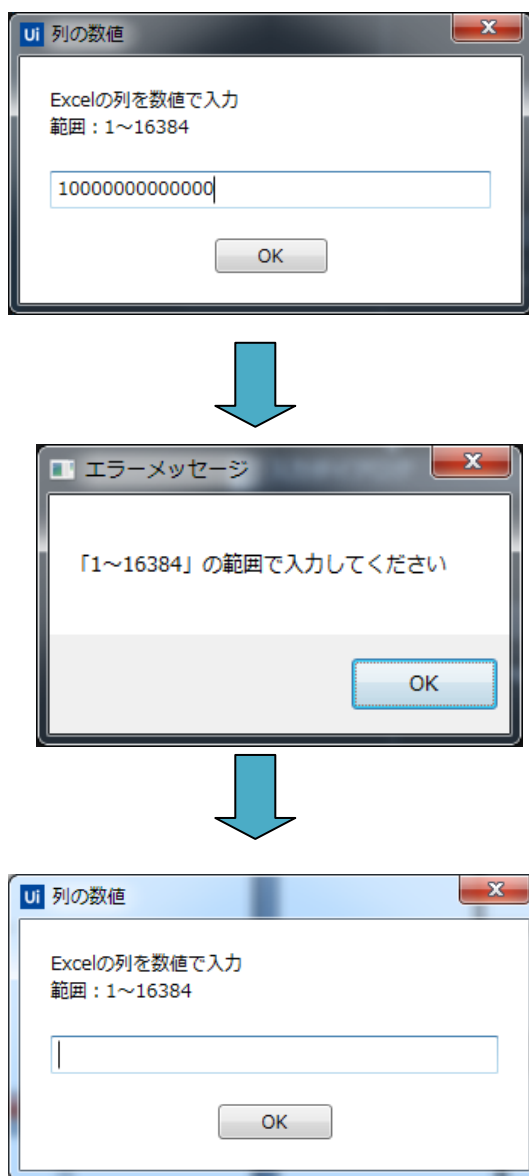 Ui 列の数値
Excelの列を数値で入力
範囲：1～16384
10000000000000
OK
エラーメッセージ
「1～16384」の範囲で入力してください
OK
Ui 列の数値
Excelの列を数値で入力
範囲：1～16384
OK